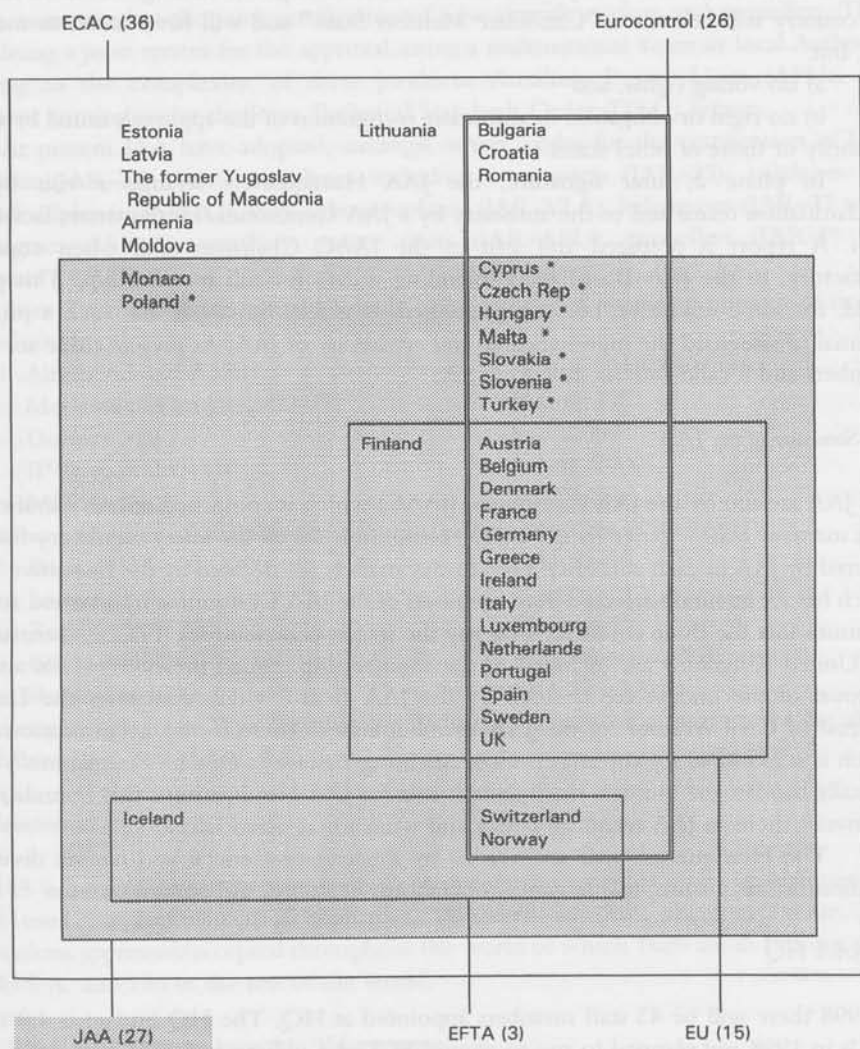 ECAC (36)
Eurocontrol (26)
Estonia
Latvia
The former Yugoslav
Republic of Macedonia
Armenia
Moldova
Lithuania
Bulgaria
Croatia
Romania
Monaco
Poland *
Cyprus *
Czech Rep *
Hungary *
Malta *
Slovakia *
Slovenia *
Turkey *
Finland
Austria
Belgium
Denmark
France
Germany
Greece
Ireland
Italy
Luxembourg
Netherlands
Portugal
Spain
Sweden
UK
Iceland
Switzerland
Norway
JAA (27)
EFTA (3)
EU (15)